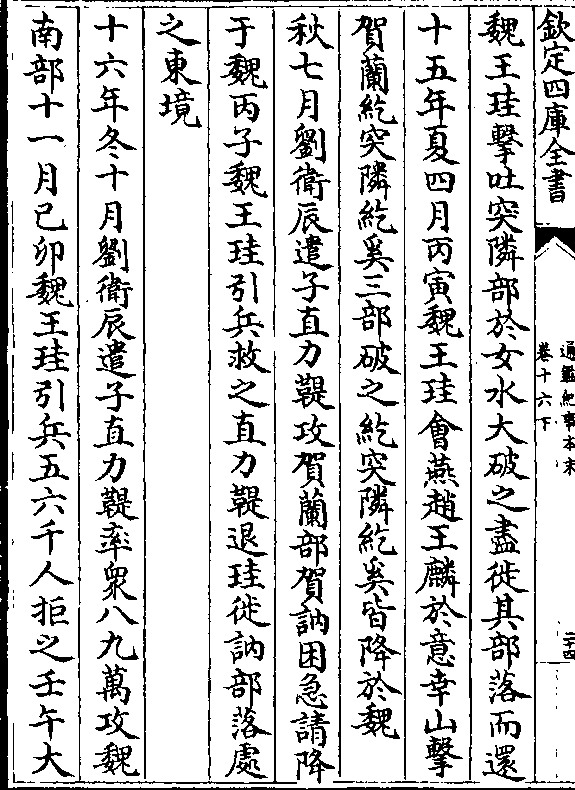 欽定四庫全書
通鑑紀事本末
卷十六下
二十四
魏王珪擊吐突隣部於女水大破之盡徙其部落而還
十五年夏四月丙寅魏王珪會燕趙王麟於意幸山擊
賀蘭紇突隣紇奚三部破之紇突隣紇奚皆降於魏
秋七月劉衛辰遣子直力鞮攻賀蘭部賀訥困急請降
于魏丙子魏王珪引兵救之直力鞮退珪徙訥部落處
之東境
十六年冬十月劉衛辰遣子直力鞮率衆八九萬攻魏
南部十一月己卯魏王珪引兵五六千人拒之壬午大